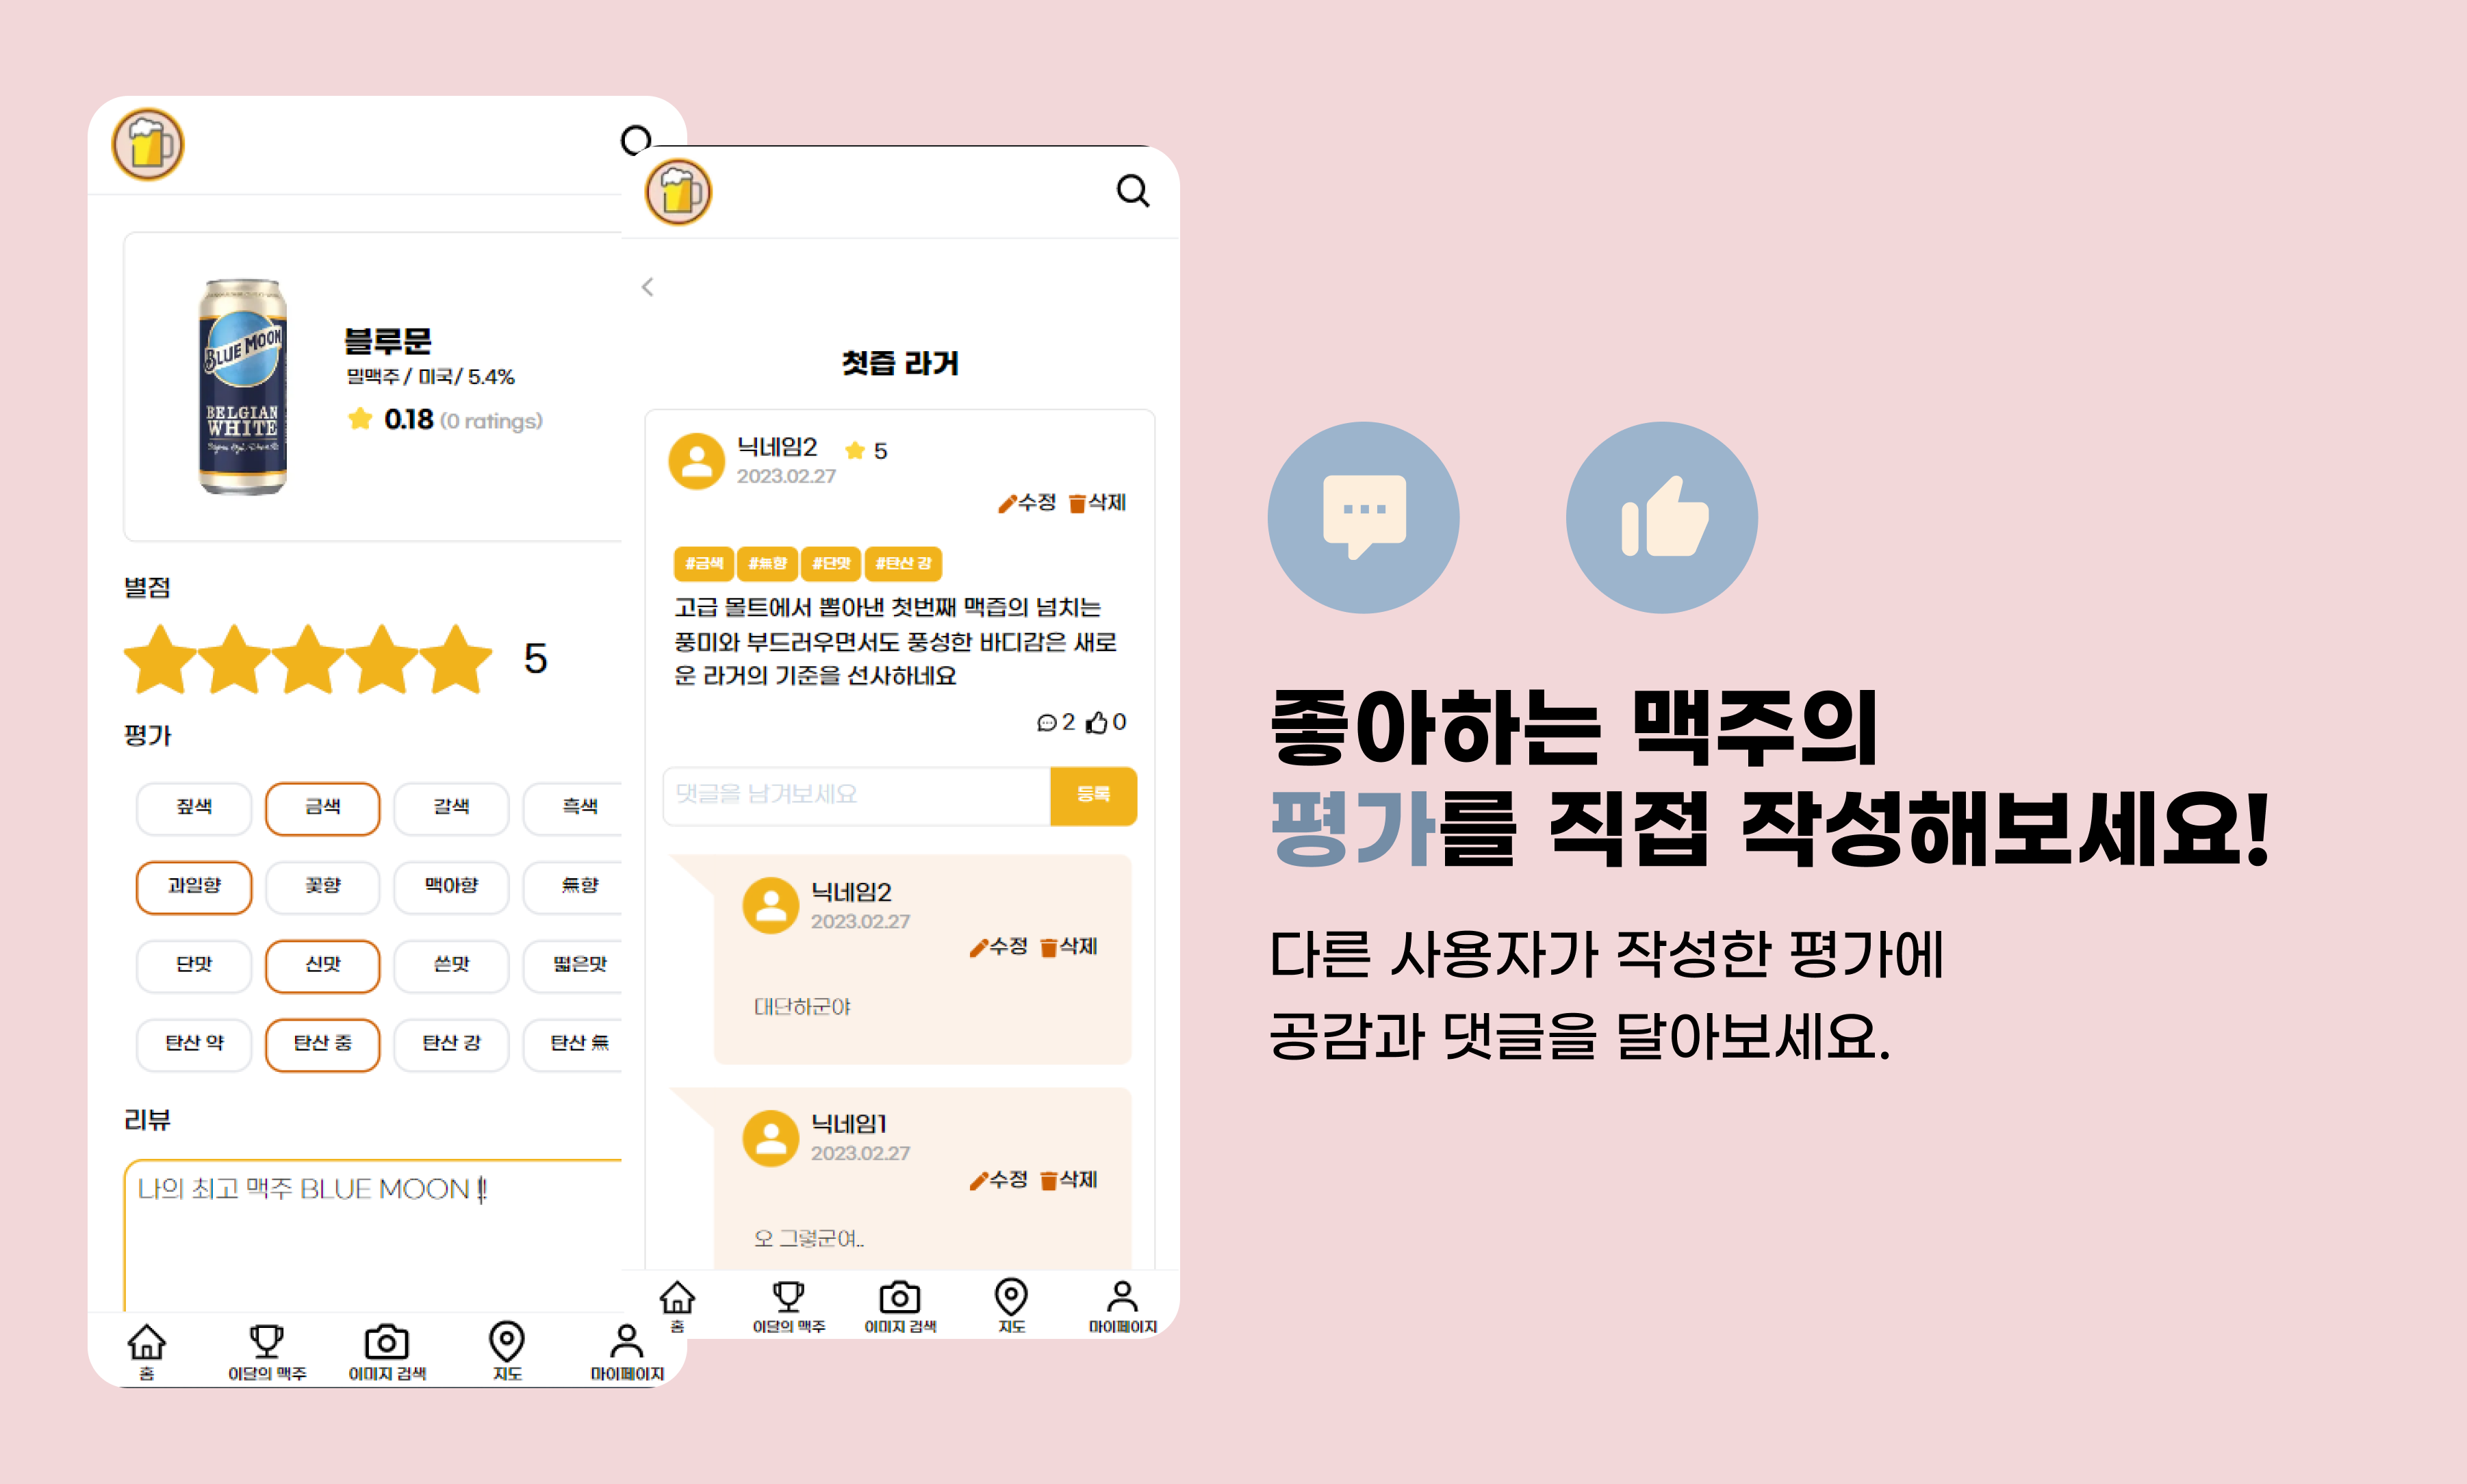 BLUE MOON
BELGIAN
WHITE
블루문
밀맥주 / 미국/ 5.4%
0.18 (0 ratings)
별점
5
평가
짚색 금색 갈색 흑색
과일향 꽃향 맥아향 無향
단맛 신맛 쓴맛 떫은맛
탄산 약 탄산 중 탄산 강 탄산 無
리뷰
나의 최고 맥주 BLUE MOON !!
홈 이달의 맥주 이미지 검색 지도 마이페이지
첫즙 라거
닉네임2 5
2023.02.27
수정 삭제
#금색 #無향 #단맛 #탄산 강
고급 몰트에서 뽑아낸 첫번째 맥즙의 넘치는
풍미와 부드러우면서도 풍성한 바디감은 새로
운 라거의 기준을 선사하네요
2 0
댓글을 남겨보세요 등록
닉네임2
2023.02.27
수정 삭제
대단하군야
닉네임1
2023.02.27
수정 삭제
오 그렇군여..
홈 이달의 맥주 이미지 검색 지도 마이페이지
좋아하는 맥주의
평가를 직접 작성해보세요!
다른 사용자가 작성한 평가에
공감과 댓글을 달아보세요.